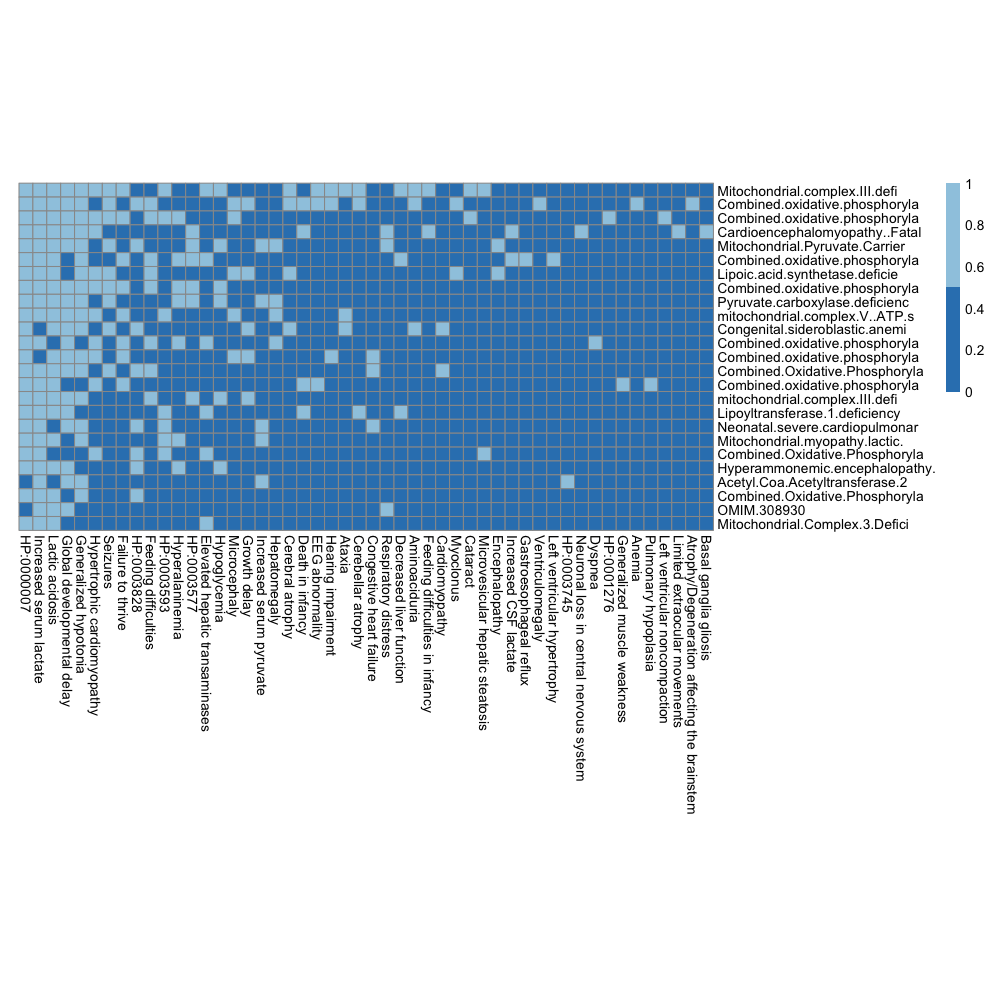 Mitochondrial.complex.III.defi
Combined.oxidative.phosphoryla
Combined.oxidative.phosphoryla
Cardioencephalomyopathy..Fatal
Mitochondrial.Pyruvate.Carrier
Combined.oxidative.phosphoryla
Lipoic.acid.synthetase.deficie
Combined.oxidative.phosphoryla
Pyruvate.carboxylase.deficienc
mitochondrial.complex.V..ATP.s
Congenital.sideroblastic.anemi
Combined.oxidative.phosphoryla
Combined.oxidative.phosphoryla
Combined.Oxidative.Phosphoryla
Combined.oxidative.phosphoryla
mitochondrial.complex.III.defi
Lipoyltransferase.1.deficiency
Neonatal.severe.cardiopulmonar
Mitochondrial.myopathy.lactic.
Combined.Oxidative.Phosphoryla
Hyperammonemic.encephalopathy.
Acetyl.Coa.Acetyltransferase.2
Combined.Oxidative.Phosphoryla
OMIM.308930
Mitochondrial.Complex.3.Defici
1
0.8
0.6
0.4
0.2
0
HP:0000007
Increased serum lactate
Lactic acidosis
Global developmental delay
Generalized hypotonia
Hypertrophic cardiomyopathy
Seizures
Failure to thrive
HP:0003828
Feeding difficulties
HP:0003593
Hyperalaninemia
HP:0003577
Elevated hepatic transaminases
Hypoglycemia
Microcephaly
Growth delay
Increased serum pyruvate
Hepatomegaly
Cerebral atrophy
Death in infancy
EEG abnormality
Hearing impairment
Ataxia
Cerebellar atrophy
Congestive heart failure
Respiratory distress
Decreased liver function
Aminoaciduria
Feeding difficulties in infancy
Cardiomyopathy
Myoclonus
Cataract
Microvesicular hepatic steatosis
Encephalopathy
Increased CSF lactate
Gastroesophageal reflux
Ventriculomegaly
Left ventricular hypertrophy
HP:0003745
Neuronal loss in central nervous system
Dyspnea
HP:0001276
Generalized muscle weakness
Anemia
Pulmonary hypoplasia
Left ventricular noncompaction
Limited extraocular movements
Atrophy/Degeneration affecting the brainstem
Basal ganglia gliosis